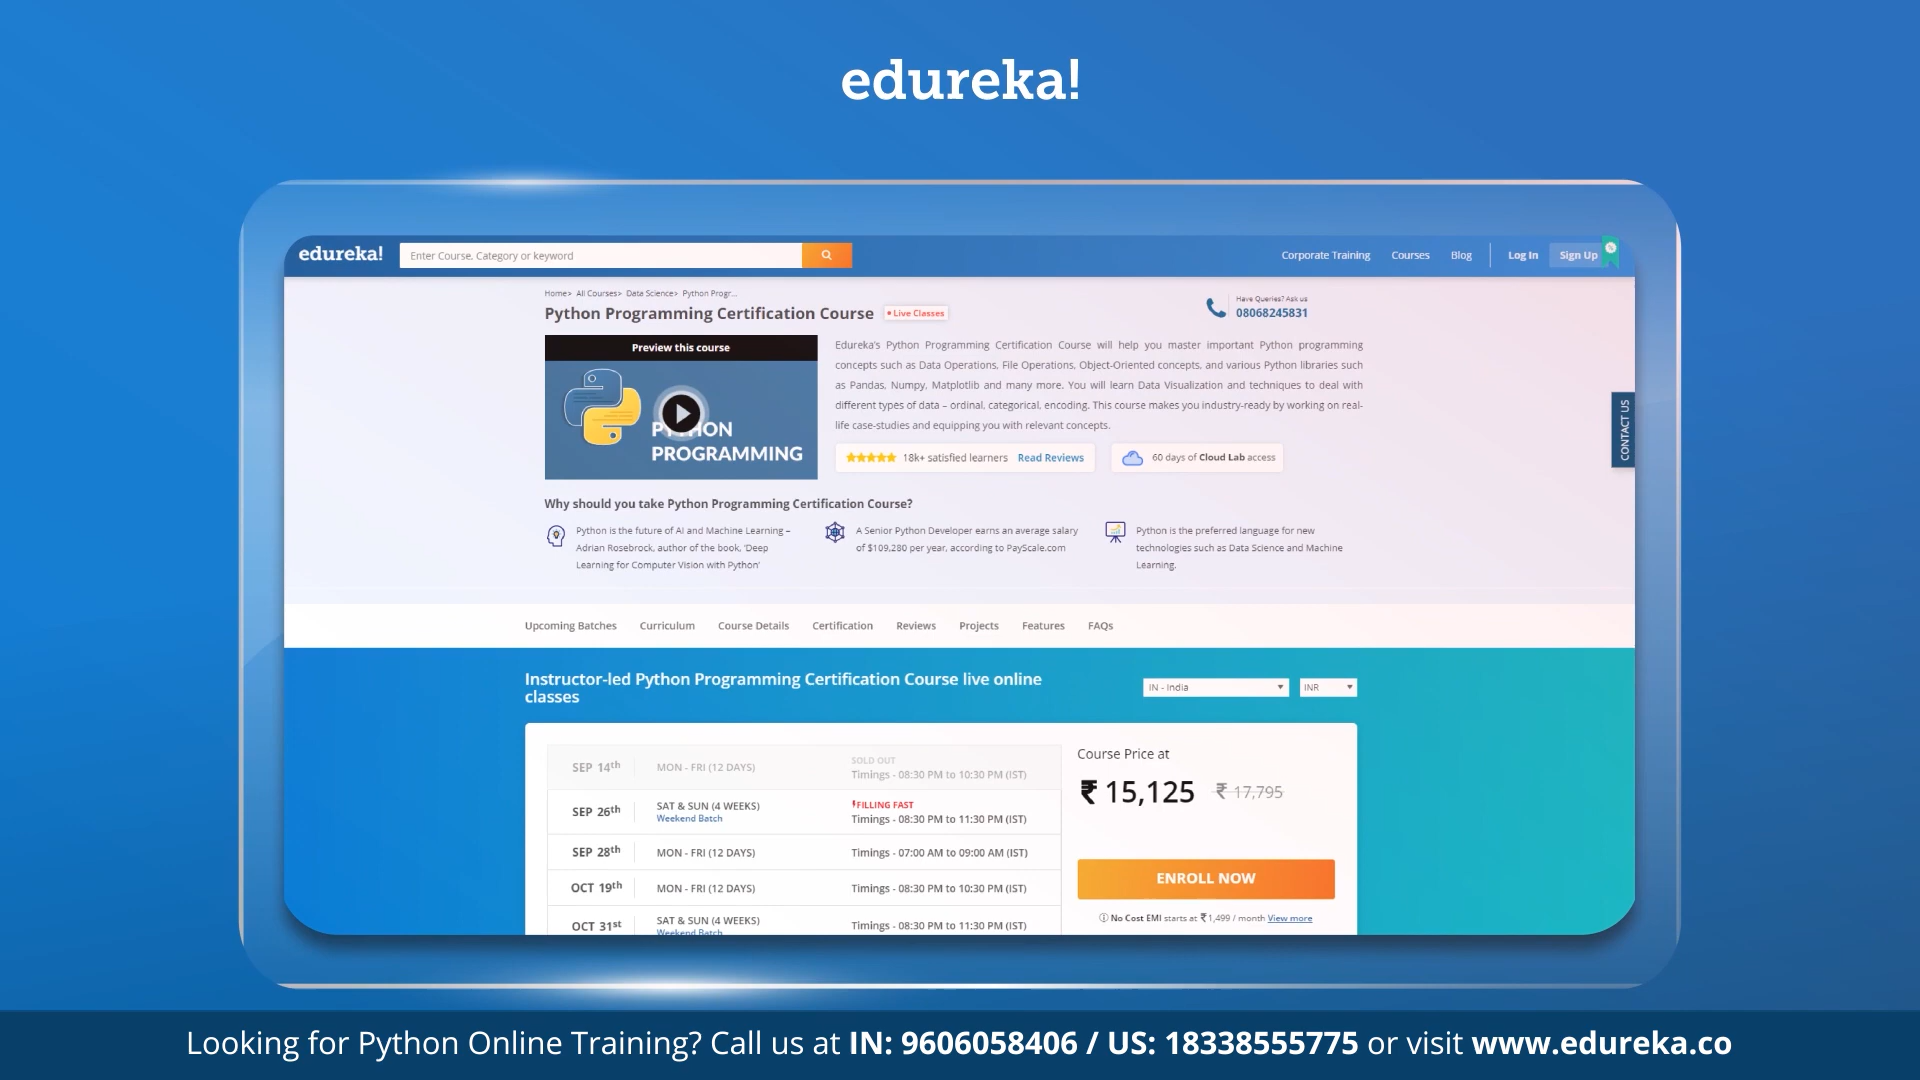 edureka!
edureka!
Enter Course, Category or keyword
Corporate Training
Courses
Blog
Log In
Sign Up
Home> All Courses> Data Science> Python Progr...
Python Programming Certification Course
Live Classes
Have Queries? Ask us
08068245831
Preview this course
PYTHON
PROGRAMMING
Edureka's Python Programming Certification Course will help you master important Python programming
concepts such as Data Operations, File Operations, Object-Oriented concepts, and various Python libraries such
as Pandas, Numpy, Matplotlib and many more. You will learn Data Visualization and techniques to deal with
different types of data – ordinal, categorical, encoding. This course makes you industry-ready by working on real-
life case-studies and equipping you with relevant concepts.
18k+ satisfied learners Read Reviews
60 days of Cloud Lab access
CONTACT US
Why should you take Python Programming Certification Course?
Python is the future of AI and Machine Learning –
Adrian Rosebrock, author of the book, 'Deep
Learning for Computer Vision with Python'
A Senior Python Developer earns an average salary
of $109,280 per year, according to PayScale.com
Python is the preferred language for new
technologies such as Data Science and Machine
Learning.
Upcoming Batches
Curriculum
Course Details
Certification
Reviews
Projects
Features
FAQs
Instructor-led Python Programming Certification Course live online
classes
IN - India
INR
SEP 14th
MON - FRI (12 DAYS)
SOLD OUT
Timings - 08:30 PM to 10:30 PM (IST)
SEP 26th
SAT & SUN (4 WEEKS)
Weekend Batch
FILLING FAST
Timings - 08:30 PM to 11:30 PM (IST)
SEP 28th
MON - FRI (12 DAYS)
Timings - 07:00 AM to 09:00 AM (IST)
OCT 19th
MON - FRI (12 DAYS)
Timings - 08:30 PM to 10:30 PM (IST)
OCT 31st
SAT & SUN (4 WEEKS)
Weekend Batch
Timings - 08:30 PM to 11:30 PM (IST)
Course Price at
₹ 15,125 ₹ 17,795
ENROLL NOW
No Cost EMI starts at ₹1,499 / month View more
Looking for Python Online Training? Call us at IN: 9606058406 / US: 18338555775 or visit www.edureka.co